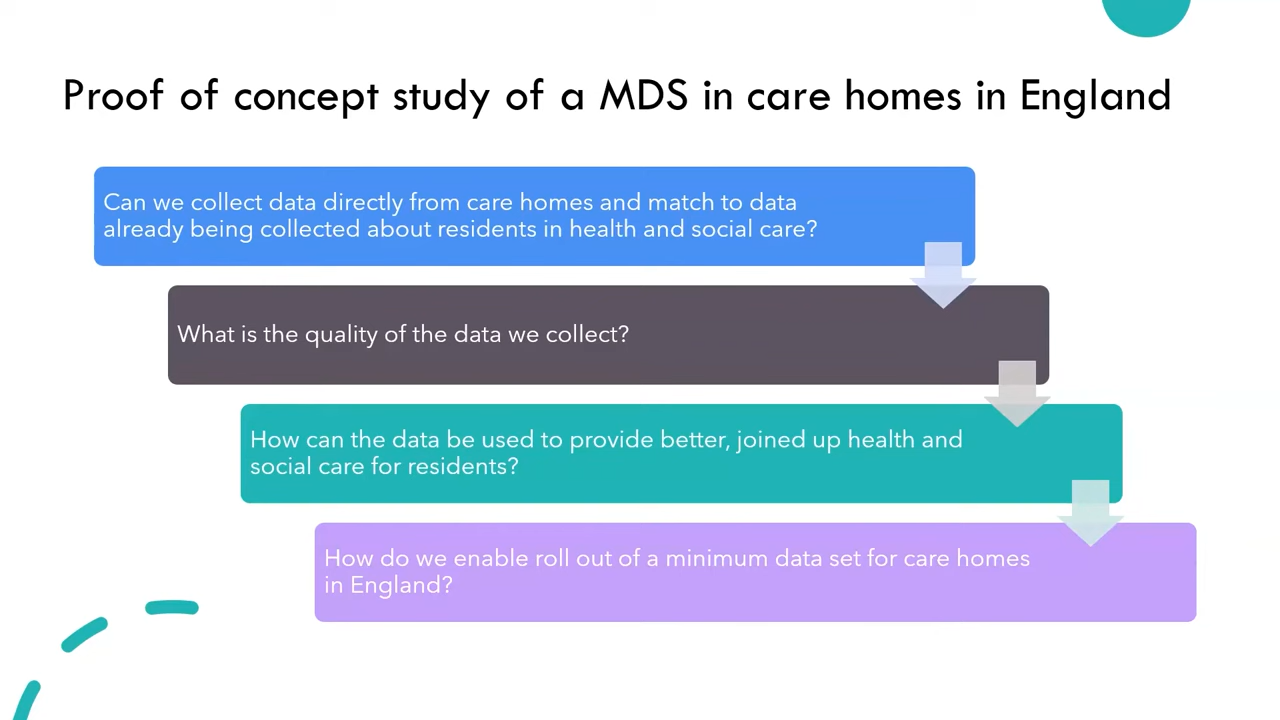 Proof of concept study of a MDS in care homes in England
Can we collect data directly from care homes and match to data
already being collected about residents in health and social care?
What is the quality of the data we collect?
How can the data be used to provide better, joined up health and
social care for residents?
How do we enable roll out of a minimum data set for care homes
in England?